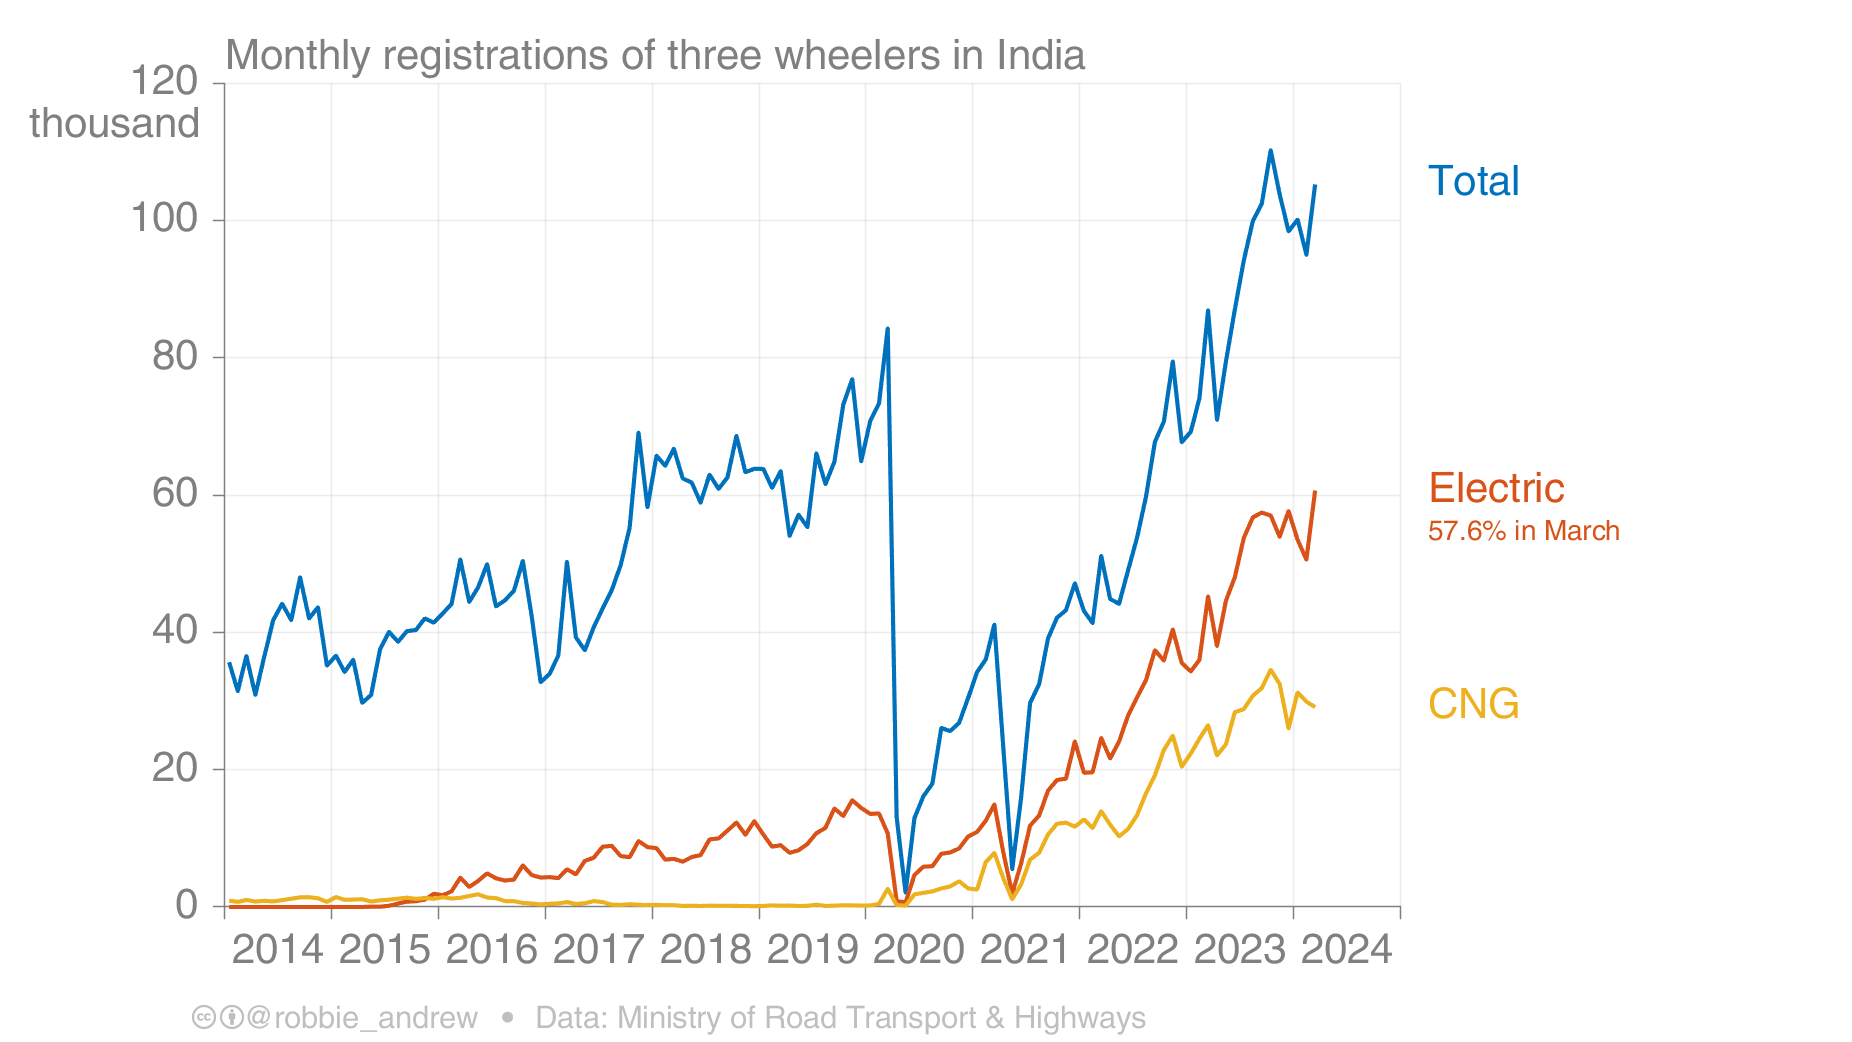 Monthly registrations of three wheelers in India
120
thousand
100
80
60
40
20
0
Total
Electric
57.6% in March
CNG
2014 2015 2016 2017 2018 2019 2020 2021 2022 2023 2024
cc @robbie_andrew • Data: Ministry of Road Transport & Highways